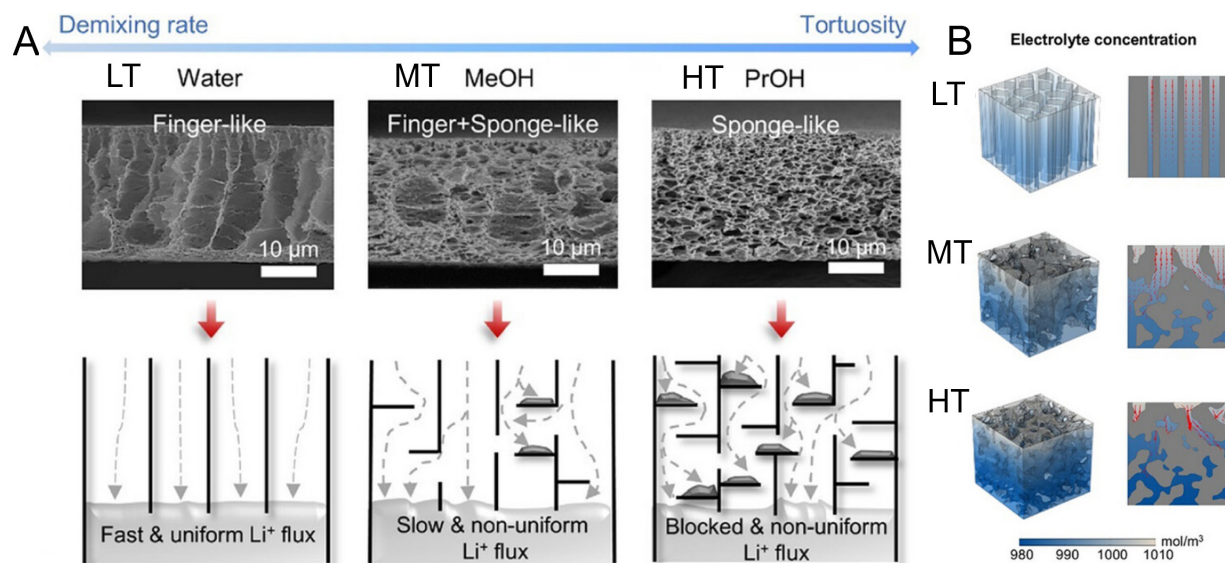 A
Demixing rate
Tortuosity
LT Water
MT MeOH
HT PrOH
Finger-like
Finger+Sponge-like
Sponge-like
10 µm
10 µm
10 µm
Fast & uniform Li⁺ flux
Slow & non-uniform
Li⁺ flux
Blocked & non-uniform
Li⁺ flux
B
Electrolyte concentration
LT
MT
HT
mol/m³
980 990 1000 1010